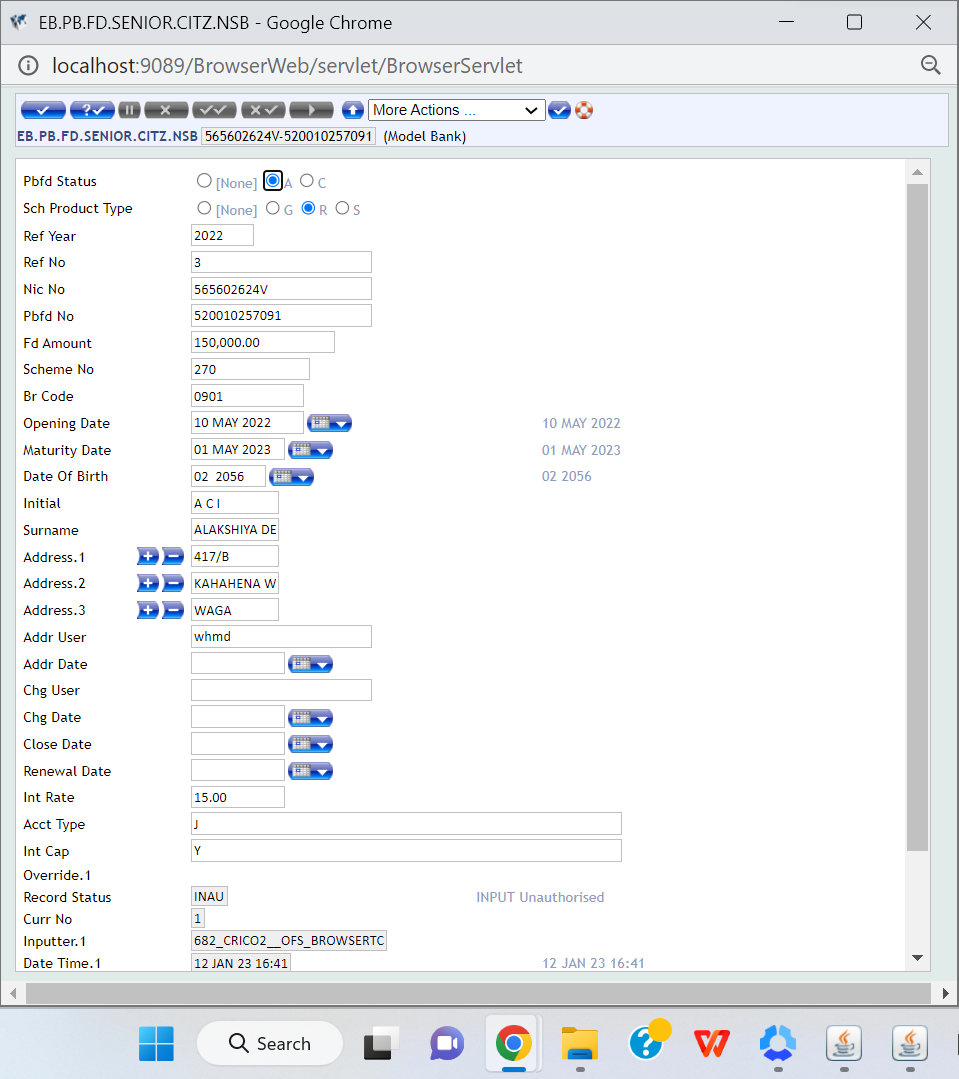 EB.PB.FD.SENIOR.CITZ.NSB - Google Chrome
localhost:9089/BrowserWeb/servlet/BrowserServlet
More Actions ...
EB.PB.FD.SENIOR.CITZ.NSB 565602624V-520010257091 (Model Bank)
Pbfd Status [None] A C
Sch Product Type [None] G R S
Ref Year 2022
Ref No 3
Nic No 565602624V
Pbfd No 520010257091
Fd Amount 150,000.00
Scheme No 270
Br Code 0901
Opening Date 10 MAY 2022 10 MAY 2022
Maturity Date 01 MAY 2023 01 MAY 2023
Date Of Birth 02  2056 02 2056
Initial A C I
Surname ALAKSHIYA DE
Address.1 417/B
Address.2 KAHAHENA W
Address.3 WAGA
Addr User whmd
Addr Date
Chg User
Chg Date
Close Date
Renewal Date
Int Rate 15.00
Acct Type J
Int Cap Y
Override.1
Record Status INAU INPUT Unauthorised
Curr No 1
Inputter.1 682_CRICO2__OFS_BROWSERTC
Date Time.1 12 JAN 23 16:41 12 JAN 23 16:41
Search